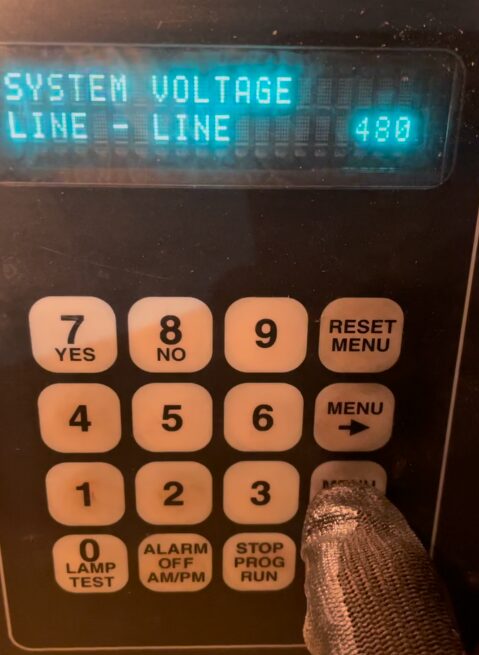 SYSTEM VOLTAGE
LINE - LINE 480
7 YES
8 NO
9
RESET MENU
4
5
6
MENU →
1
2
3
MENU
0 LAMP TEST
ALARM OFF AM/PM
STOP PROG RUN